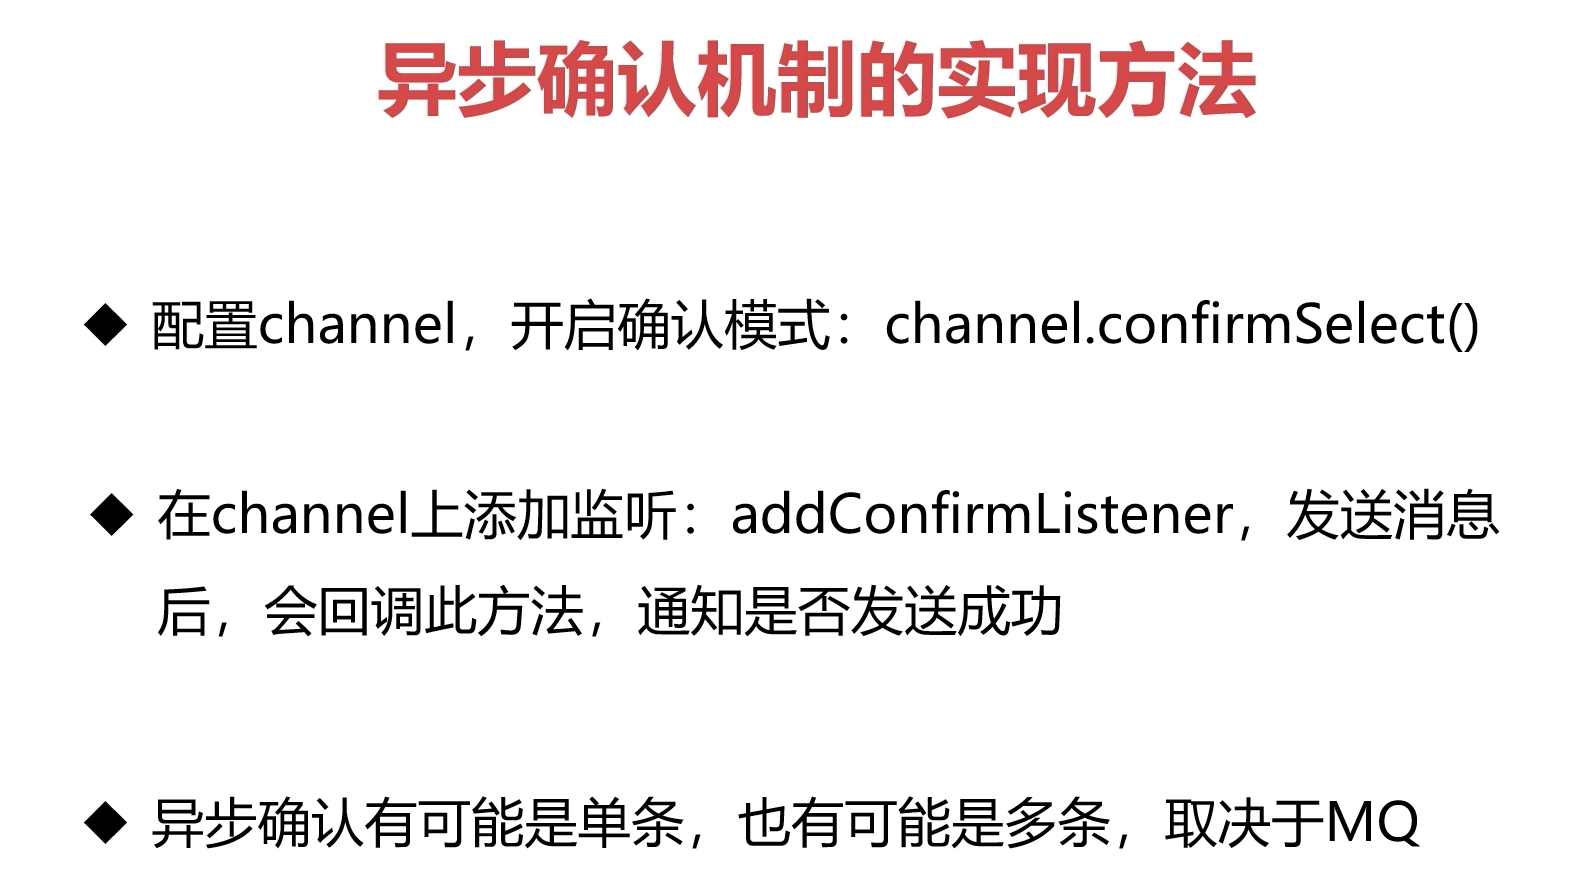 异步确认机制的实现方法
◆ 配置channel，开启确认模式：channel.confirmSelect()
◆ 在channel上添加监听：addConfirmListener，发送消息
后，会回调此方法，通知是否发送成功
◆ 异步确认有可能是单条，也有可能是多条，取决于MQ